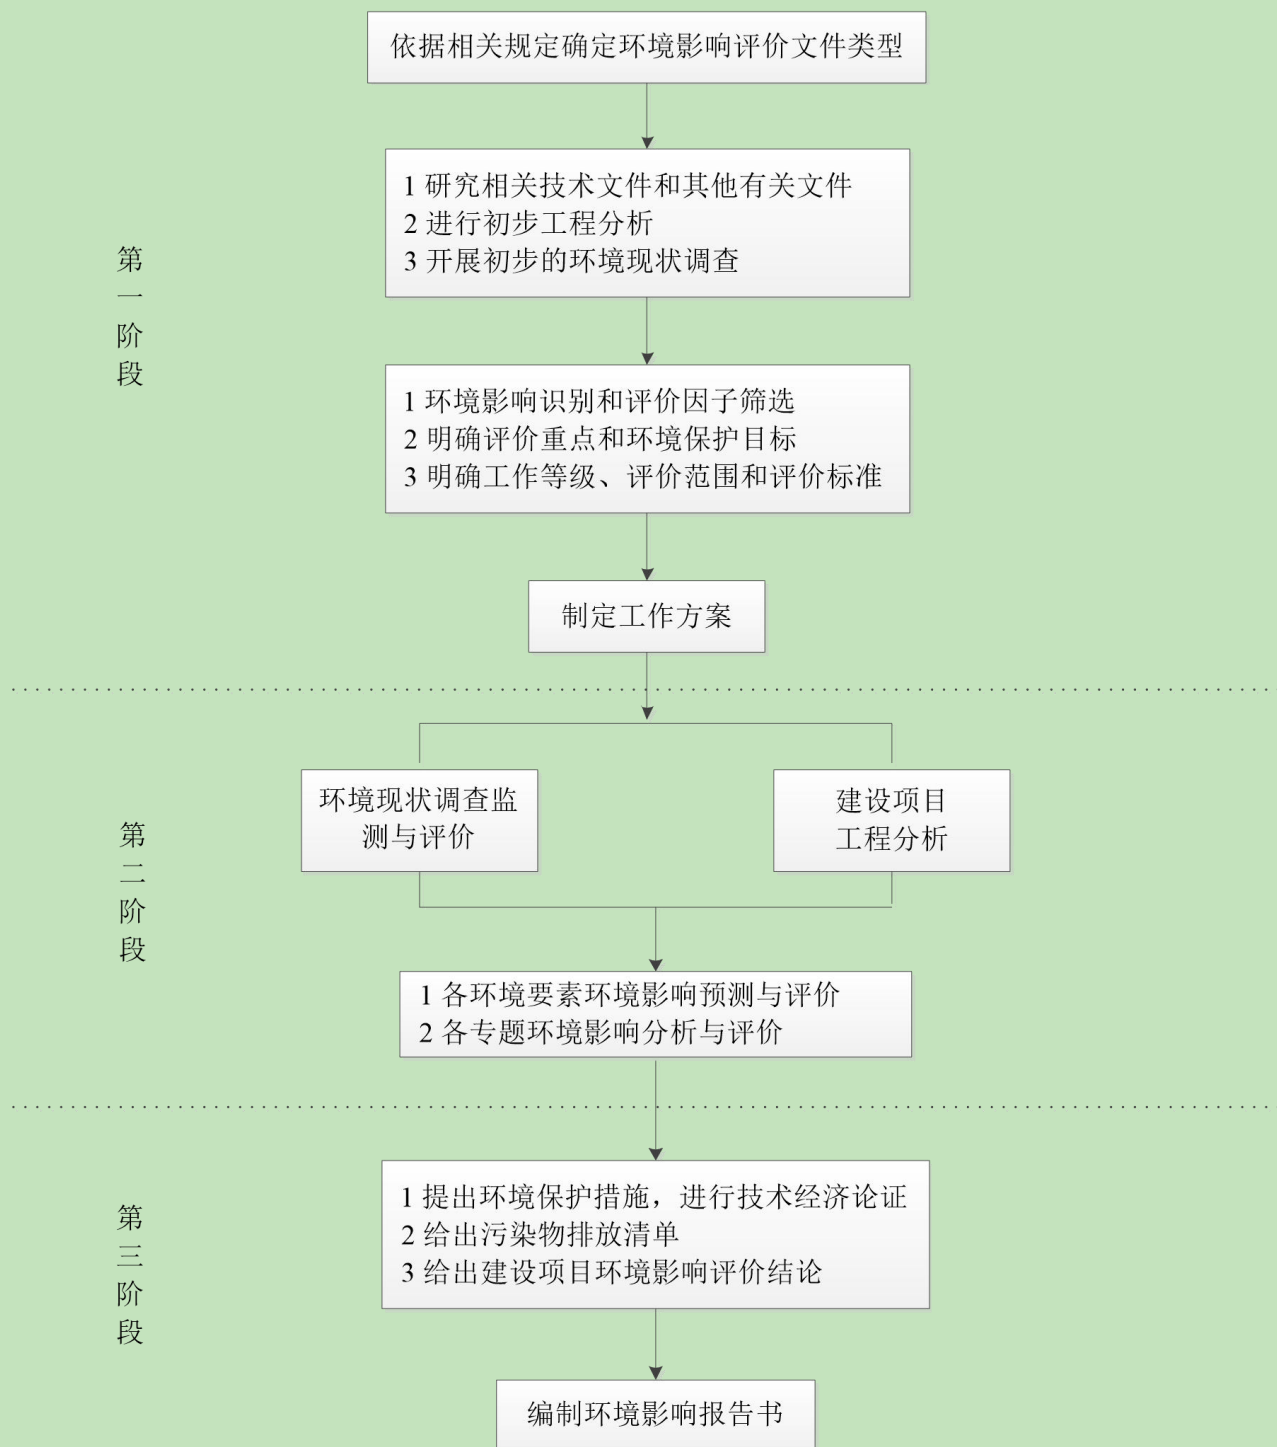 依据相关规定确定环境影响评价文件类型
1 研究相关技术文件和其他有关文件
2 进行初步工程分析
3 开展初步的环境现状调查
第
一
阶
段
1 环境影响识别和评价因子筛选
2 明确评价重点和环境保护目标
3 明确工作等级、评价范围和评价标准
制定工作方案
环境现状调查监
测与评价
建设项目
工程分析
第
二
阶
段
1 各环境要素环境影响预测与评价
2 各专题环境影响分析与评价
1 提出环境保护措施，进行技术经济论证
2 给出污染物排放清单
3 给出建设项目环境影响评价结论
第
三
阶
段
编制环境影响报告书